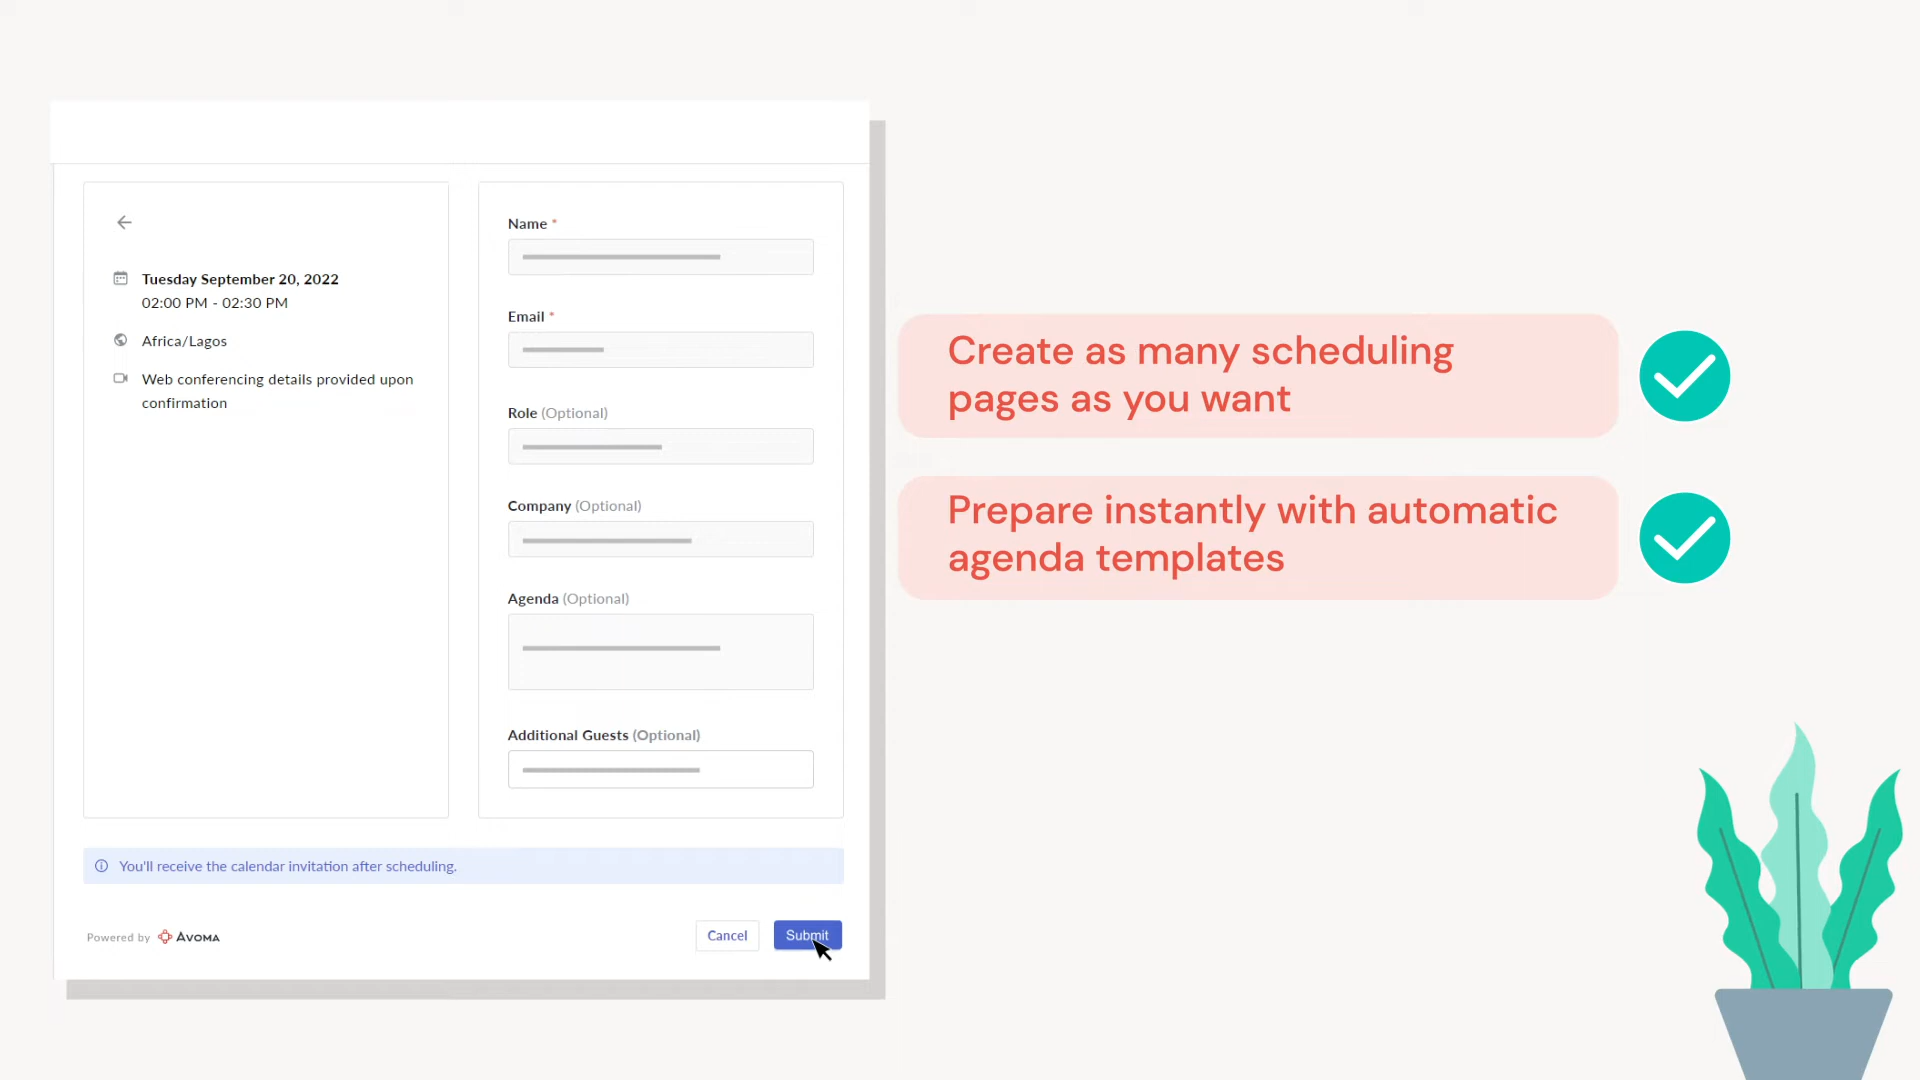 Tuesday September 20, 2022
02:00 PM - 02:30 PM
Africa/Lagos
Web conferencing details provided upon
confirmation
Name *
Email *
Role (Optional)
Company (Optional)
Agenda (Optional)
Additional Guests (Optional)
You'll receive the calendar invitation after scheduling.
Powered by AVOMA
Cancel
Submit
Create as many scheduling
pages as you want
Prepare instantly with automatic
agenda templates